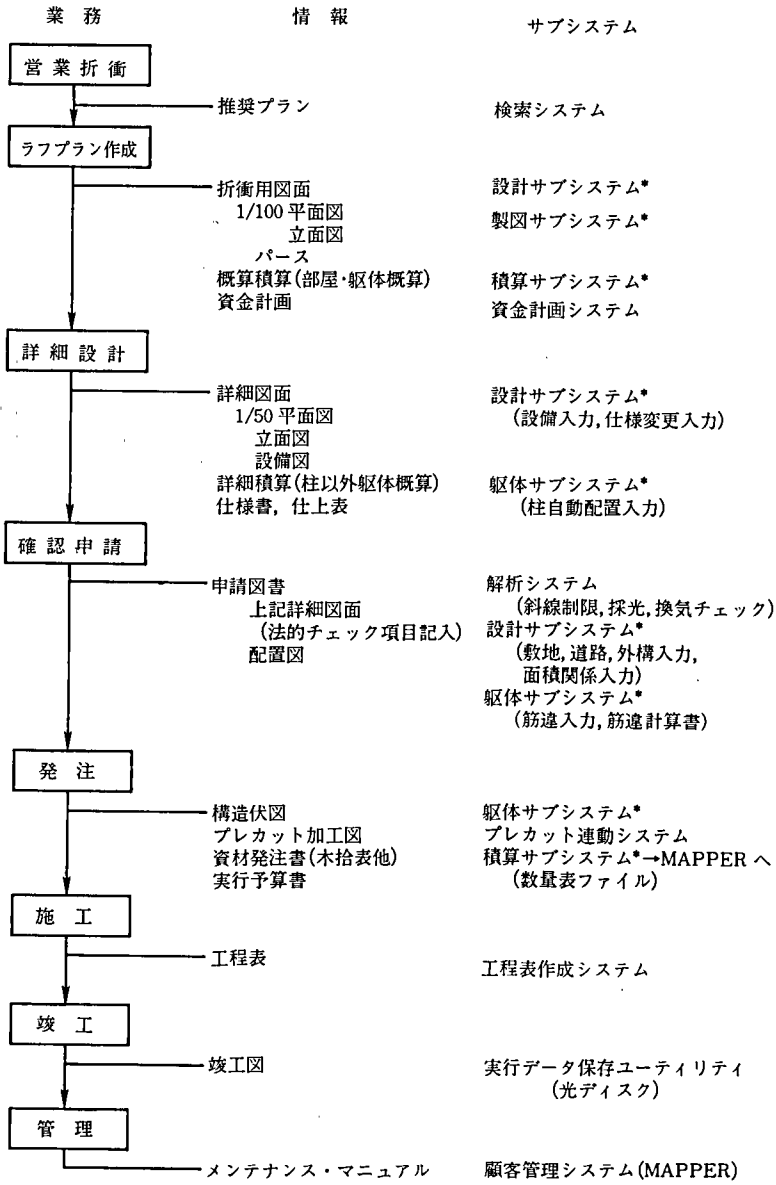 業務 情報 サブシステム
営業折衝
推奨プラン 検索システム
ラフプラン作成
折衝用図面 設計サブシステム*
1/100 平面図 製図サブシステム*
立面図
パース
概算積算(部屋・躯体概算) 積算サブシステム*
資金計画 資金計画システム
詳細設計
詳細図面 設計サブシステム*
1/50 平面図 (設備入力, 仕様変更入力)
立面図
設備図
詳細積算(柱以外躯体概算) 躯体サブシステム*
仕様書, 仕上表 (柱自動配置入力)
確認申請
申請図書 解析システム
上記詳細図面 (斜線制限, 採光, 換気チェック)
(法的チェック項目記入) 設計サブシステム*
配置図 (敷地, 道路, 外構入力,
面積関係入力)
躯体サブシステム*
(筋違入力, 筋違計算書)
発注
構造伏図 躯体サブシステム*
プレカット加工図 プレカット連動システム
資材発注書(木拾表他) 積算サブシステム*→MAPPER へ
実行予算書 (数量表ファイル)
施工
工程表 工程表作成システム
竣工
竣工図 実行データ保存ユーティリティ
(光ディスク)
管理
メンテナンス・マニュアル 顧客管理システム(MAPPER)